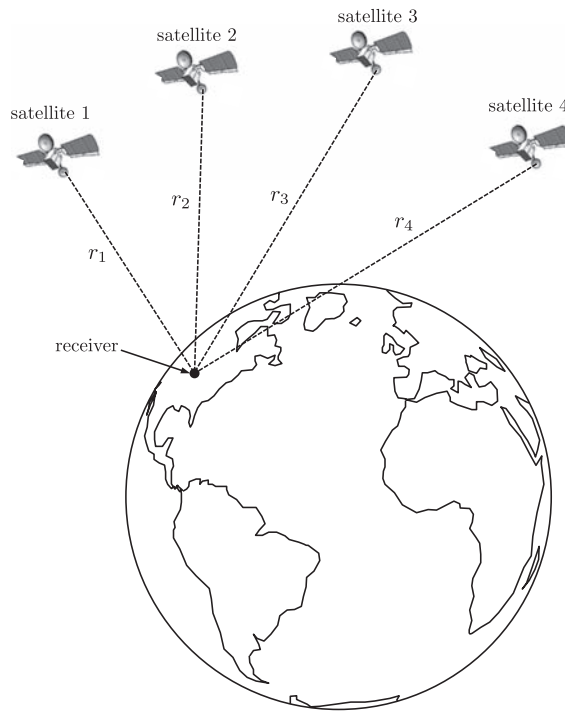 satellite 3
satellite 2
satellite 1
satellite 4
r₂
r₃
r₄
r₁
receiver